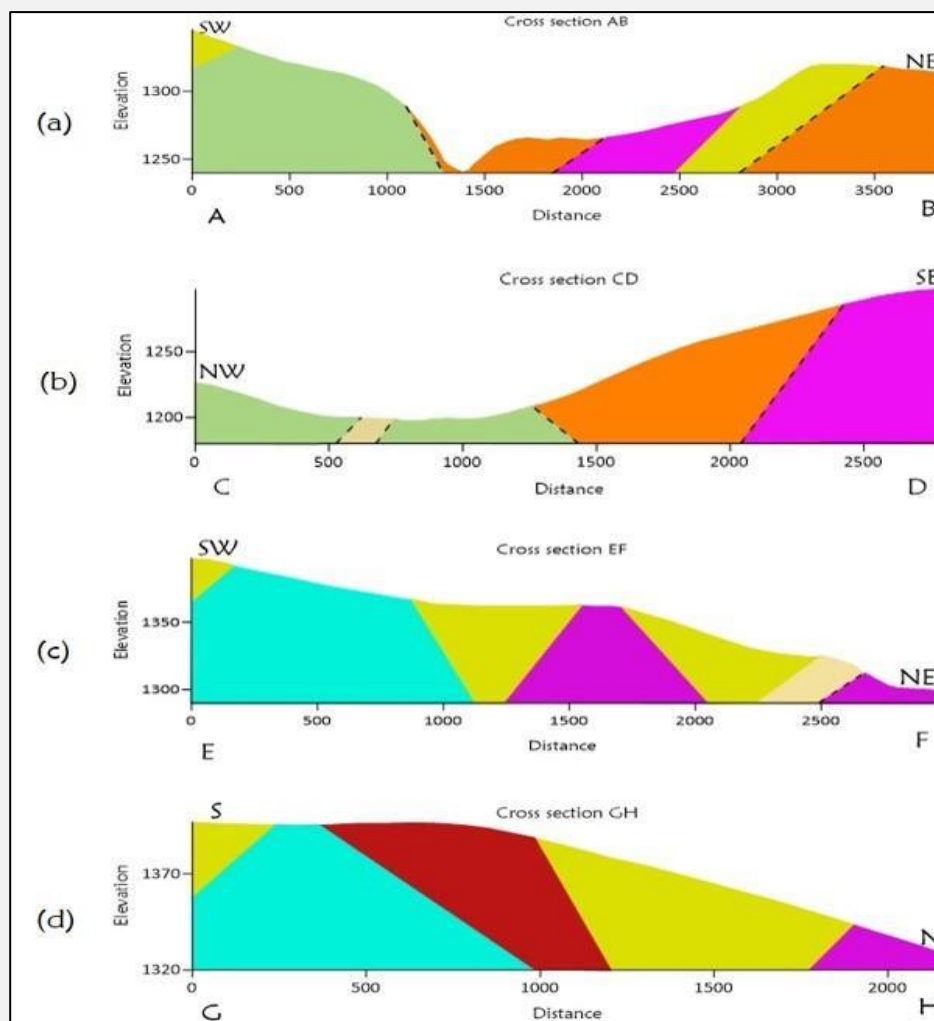 Cross section AB
SW
NE
(a)
Elevation
1300
1250
0 500 1000 1500 2000 2500 3000 3500
A
Distance
B
Cross section CD
SE
NW
(b)
Elevation
1250
1200
0 500 1000 1500 2000 2500
C
Distance
D
Cross section EF
SW
NE
(c)
Elevation
1350
1300
0 500 1000 1500 2000 2500
E
Distance
F
Cross section GH
S
N
(d)
Elevation
1370
1320
0 500 1000 1500 2000
G
Distance
H